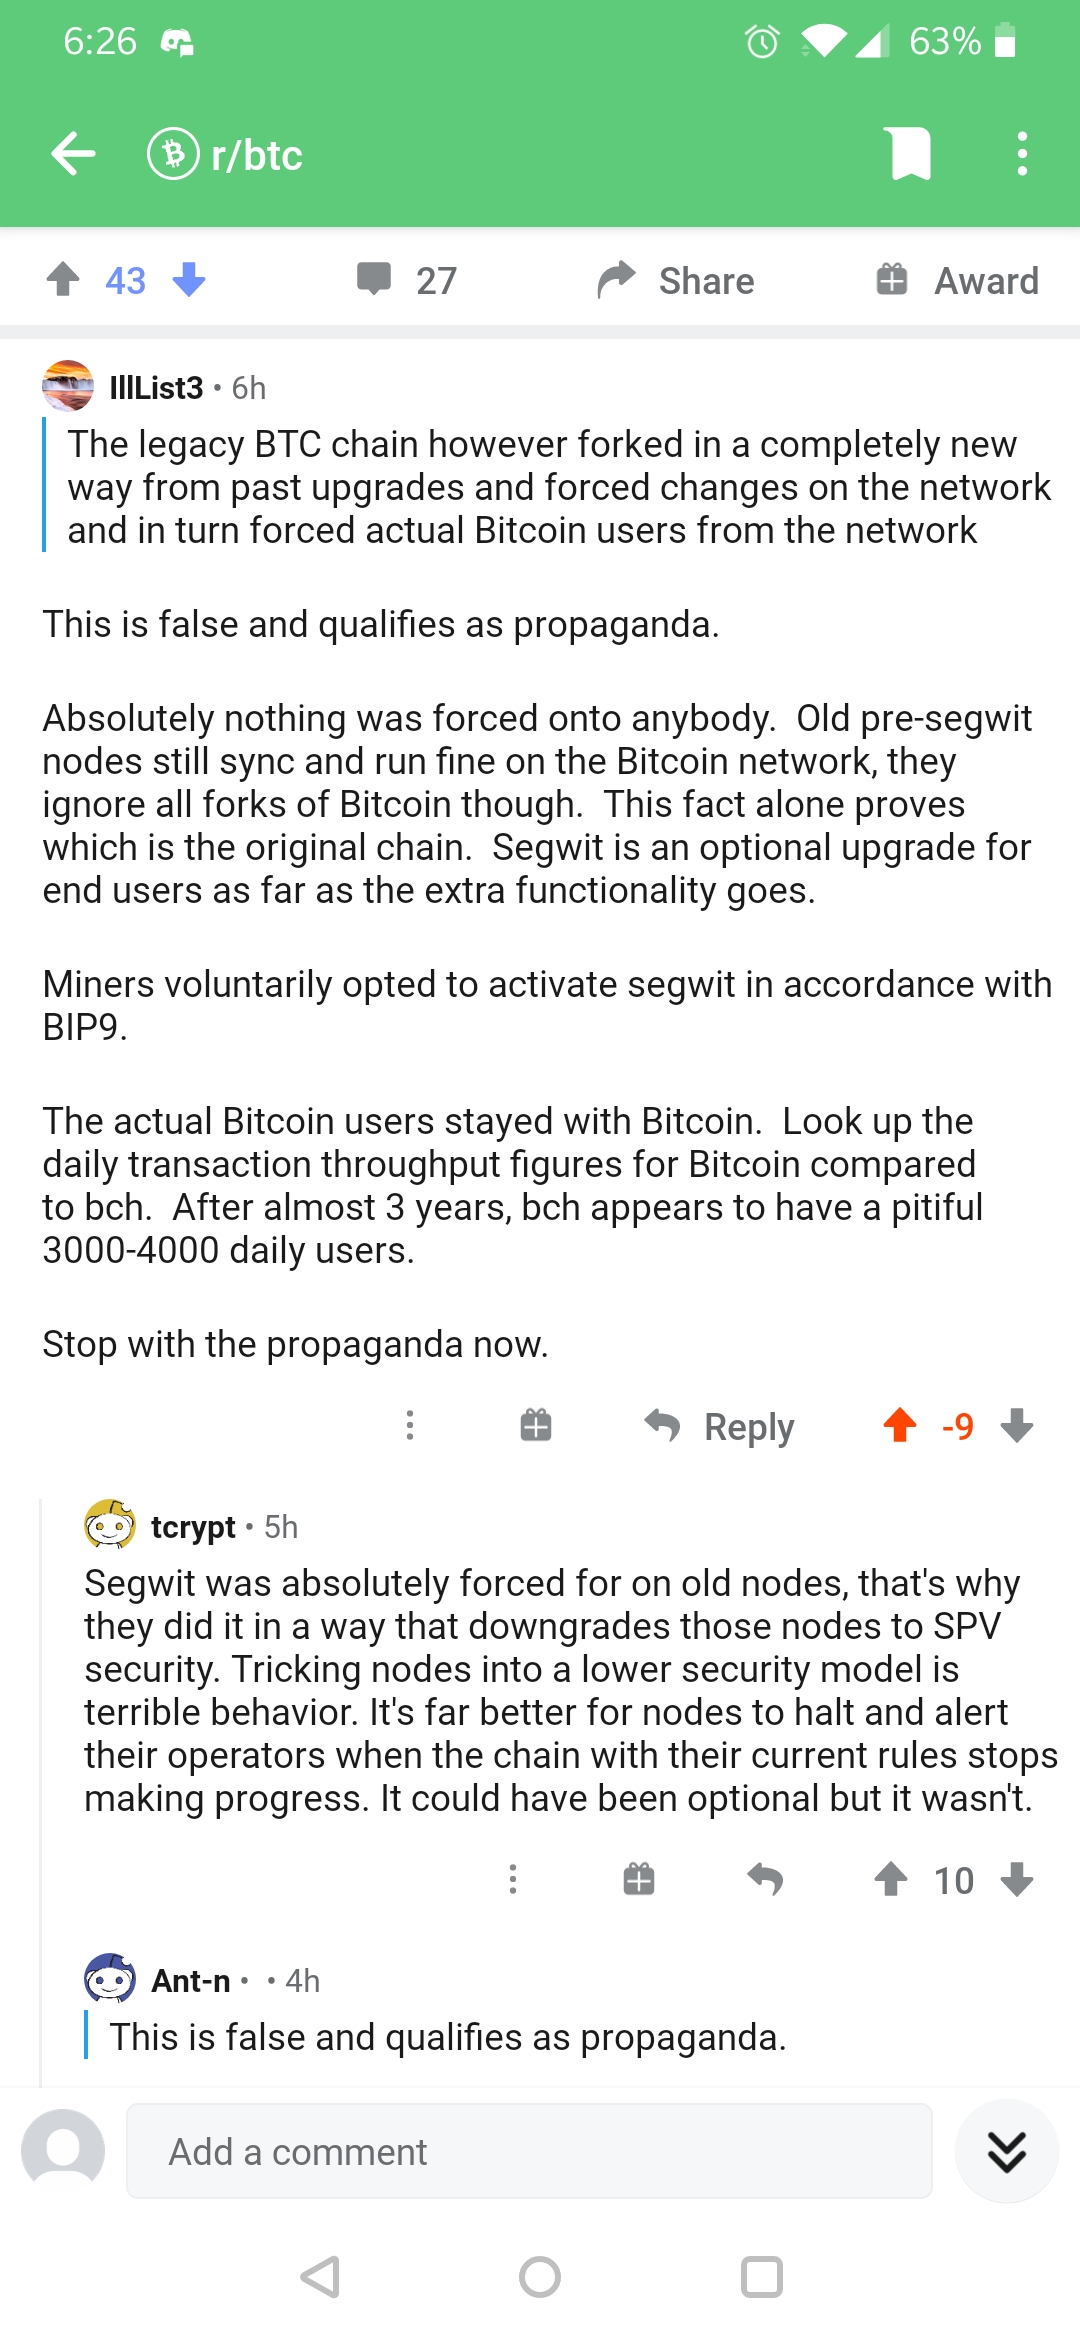 6:26 63%
r/btc
43 27 Share Award
IllList3 • 6h
The legacy BTC chain however forked in a completely new
way from past upgrades and forced changes on the network
and in turn forced actual Bitcoin users from the network
This is false and qualifies as propaganda.
Absolutely nothing was forced onto anybody.  Old pre-segwit
nodes still sync and run fine on the Bitcoin network, they
ignore all forks of Bitcoin though.  This fact alone proves
which is the original chain.  Segwit is an optional upgrade for
end users as far as the extra functionality goes.
Miners voluntarily opted to activate segwit in accordance with
BIP9.
The actual Bitcoin users stayed with Bitcoin.  Look up the
daily transaction throughput figures for Bitcoin compared
to bch.  After almost 3 years, bch appears to have a pitiful
3000-4000 daily users.
Stop with the propaganda now.
Reply -9
tcrypt • 5h
Segwit was absolutely forced for on old nodes, that's why
they did it in a way that downgrades those nodes to SPV
security. Tricking nodes into a lower security model is
terrible behavior. It's far better for nodes to halt and alert
their operators when the chain with their current rules stops
making progress. It could have been optional but it wasn't.
10
Ant-n • • 4h
This is false and qualifies as propaganda.
Add a comment